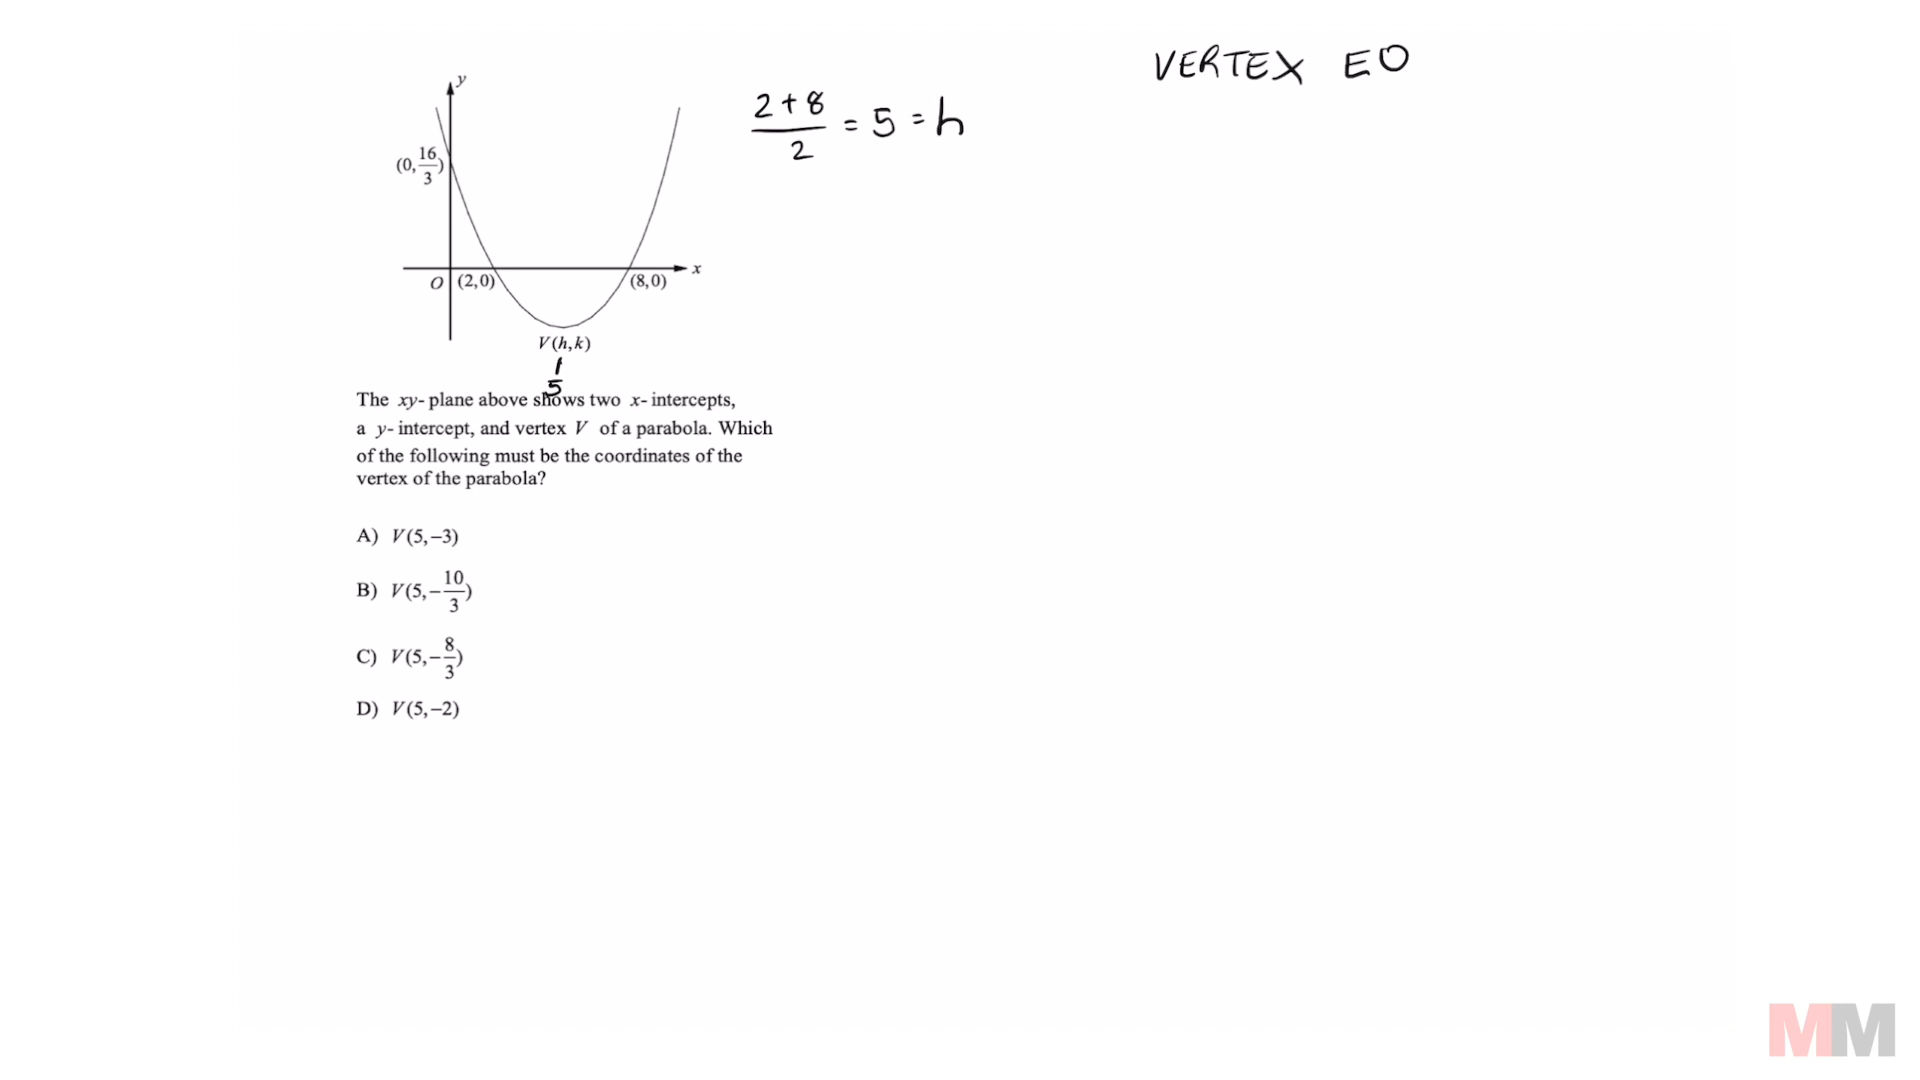 VERTEX EQ
y
2+8
2
= 5 = h
(0, 16/3)
x
O (2,0) (8,0)
V(h,k)
5
The xy- plane above shows two x- intercepts,
a y- intercept, and vertex V of a parabola. Which
of the following must be the coordinates of the
vertex of the parabola?
A) V(5,−3)
B) V(5,−10/3)
C) V(5,−8/3)
D) V(5,−2)
MM